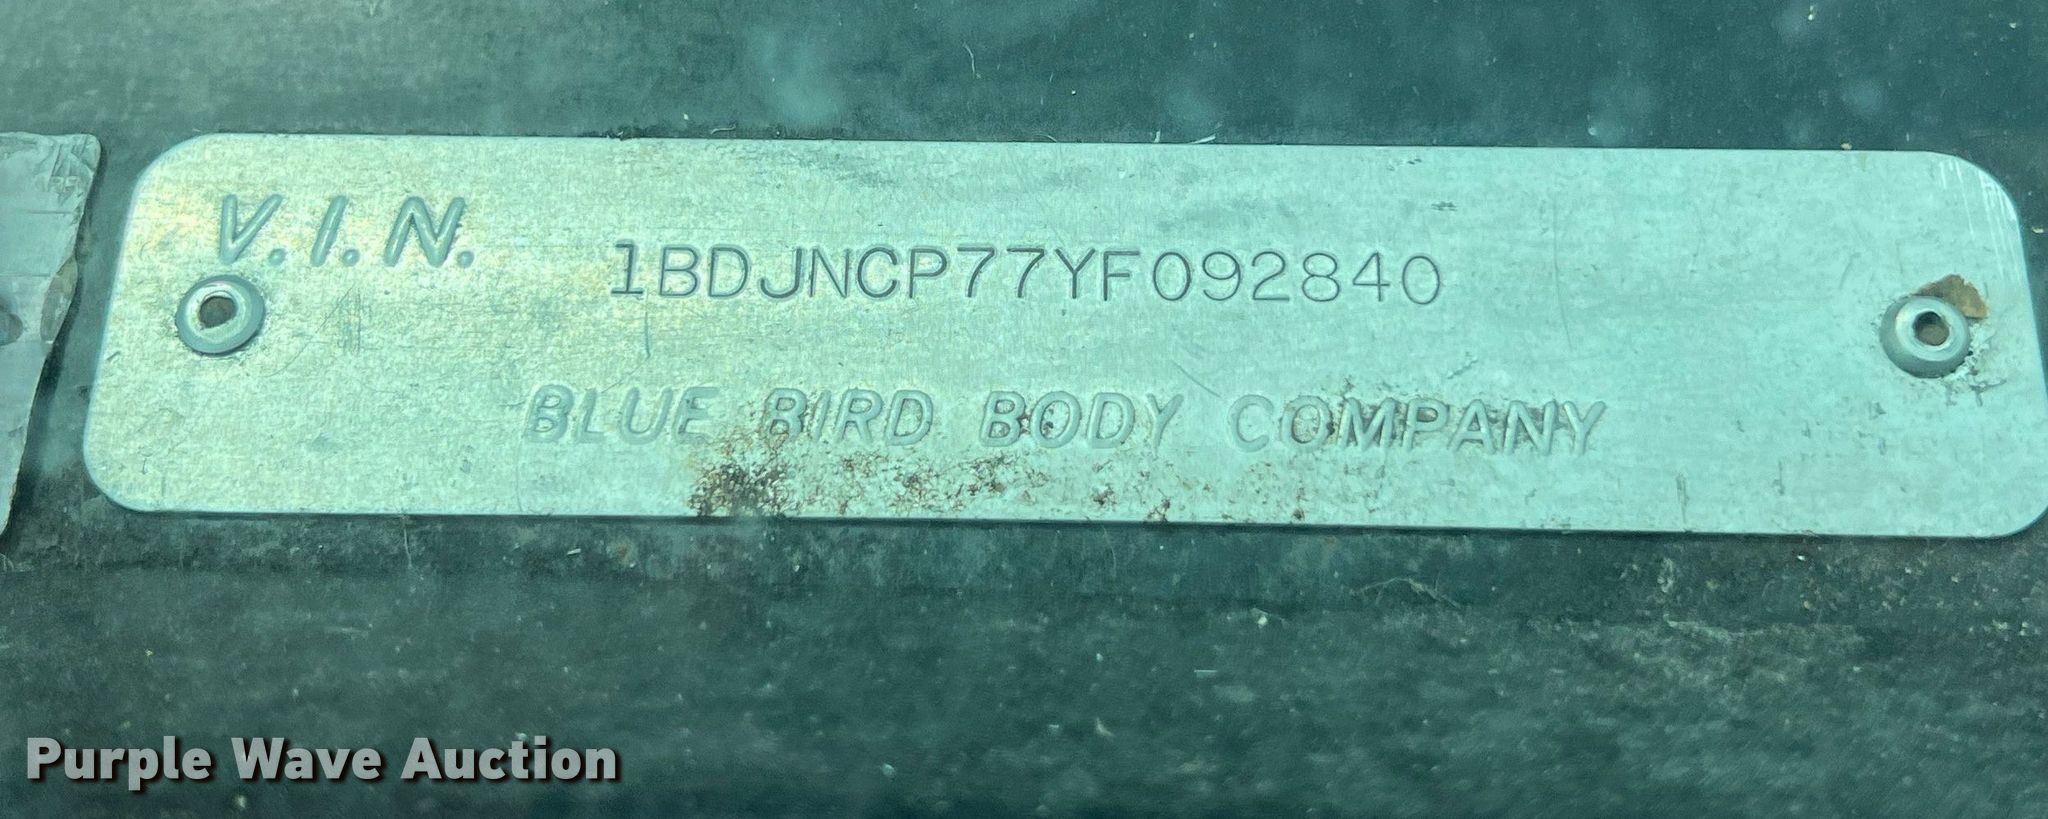 V.I.N.
1BDJNCP77YF092840
BLUE BIRD BODY COMPANY
Purple Wave Auction